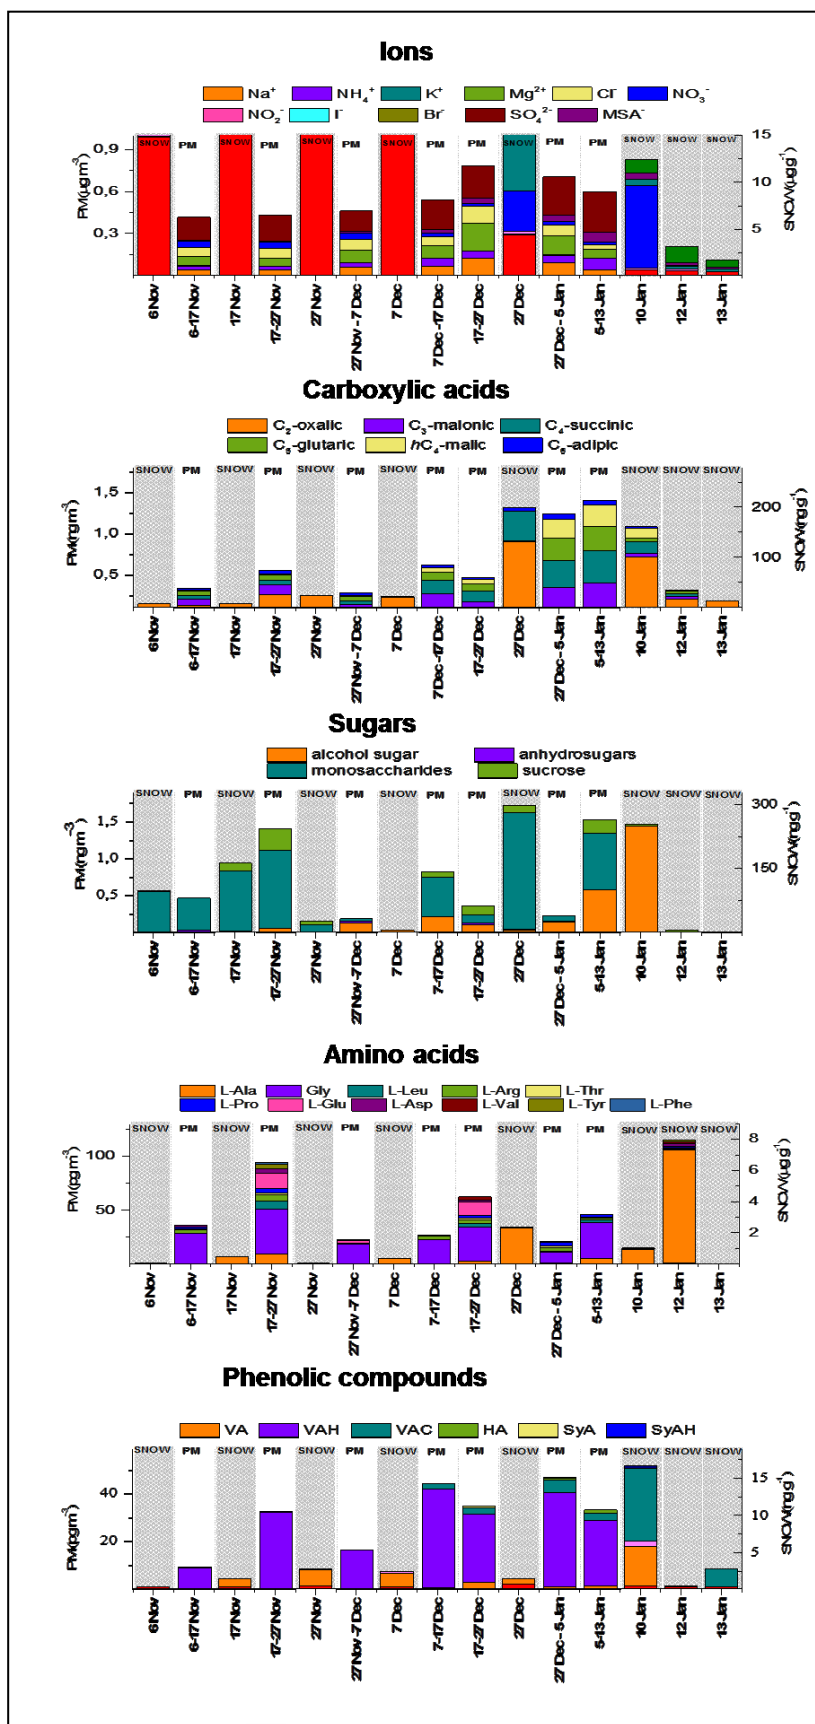 Ions
Na⁺ NH₄⁺ K⁺ Mg²⁺ Cl⁻ NO₃⁻
NO₂⁻ I⁻ Br⁻ SO₄²⁻ MSA⁻
SNOW PM SNOW PM SNOW PM SNOW PM PM SNOW PM PM SNOW SNOW SNOW
PM(µgm⁻³)
0,9
0,6
0,3
15
10
5
SNOW(µgg⁻¹)
6 Nov
6-17 Nov
17 Nov
17-27 Nov
27 Nov
27 Nov - 7 Dec
7 Dec
7 Dec -17 Dec
17-27 Dec
27 Dec
27 Dec - 5 Jan
5-13 Jan
10 Jan
12 Jan
13 Jan
Carboxylic acids
C₂-oxalic C₃-malonic C₄-succinic
C₅-glutaric hC₄-malic C₆-adipic
SNOW PM SNOW PM SNOW PM SNOW PM PM SNOW PM PM SNOW SNOW SNOW
PM(ngm⁻³)
1,5
1,0
0,5
200
100
SNOW(ngg⁻¹)
6 Nov
6-17 Nov
17 Nov
17-27 Nov
27 Nov
27 Nov - 7 Dec
7 Dec
7 Dec -17 Dec
17-27 Dec
27 Dec
27 Dec - 5 Jan
5-13 Jan
10 Jan
12 Jan
13 Jan
Sugars
alcohol sugar anhydrosugars
monosaccharides sucrose
SNOW PM SNOW PM SNOW PM SNOW PM PM SNOW PM PM SNOW SNOW SNOW
PM(ngm⁻³)
1,5
1,0
0,5
300
150
SNOW(ngg⁻¹)
6 Nov
6-17 Nov
17 Nov
17-27 Nov
27 Nov
27 Nov -7 Dec
7 Dec
7-17 Dec
17-27 Dec
27 Dec
27 Dec - 5 Jan
5-13 Jan
10 Jan
12 Jan
13 Jan
Amino acids
L-Ala Gly L-Leu L-Arg L-Thr
L-Pro L-Glu L-Asp L-Val L-Tyr L-Phe
SNOW PM SNOW PM SNOW PM SNOW PM PM SNOW PM PM SNOW SNOW SNOW
PM(pgm⁻³)
100
50
8
6
4
2
SNOW(µgg⁻¹)
6 Nov
6-17 Nov
17 Nov
17-27 Nov
27 Nov
27 Nov -7 Dec
7 Dec
7-17 Dec
17-27 Dec
27 Dec
27 Dec - 5 Jan
5-13 Jan
10 Jan
12 Jan
13 Jan
Phenolic compounds
VA VAH VAC HA SyA SyAH
SNOW PM SNOW PM SNOW PM SNOW PM PM SNOW PM PM SNOW SNOW SNOW
PM(pgm⁻³)
40
20
15
10
5
SNOW(ngg⁻¹)
6 Nov
6-17 Nov
17 Nov
17-27 Nov
27 Nov
27 Nov -7 Dec
7 Dec
7-17 Dec
17-27 Dec
27 Dec
27 Dec - 5 Jan
5-13 Jan
10 Jan
12 Jan
13 Jan